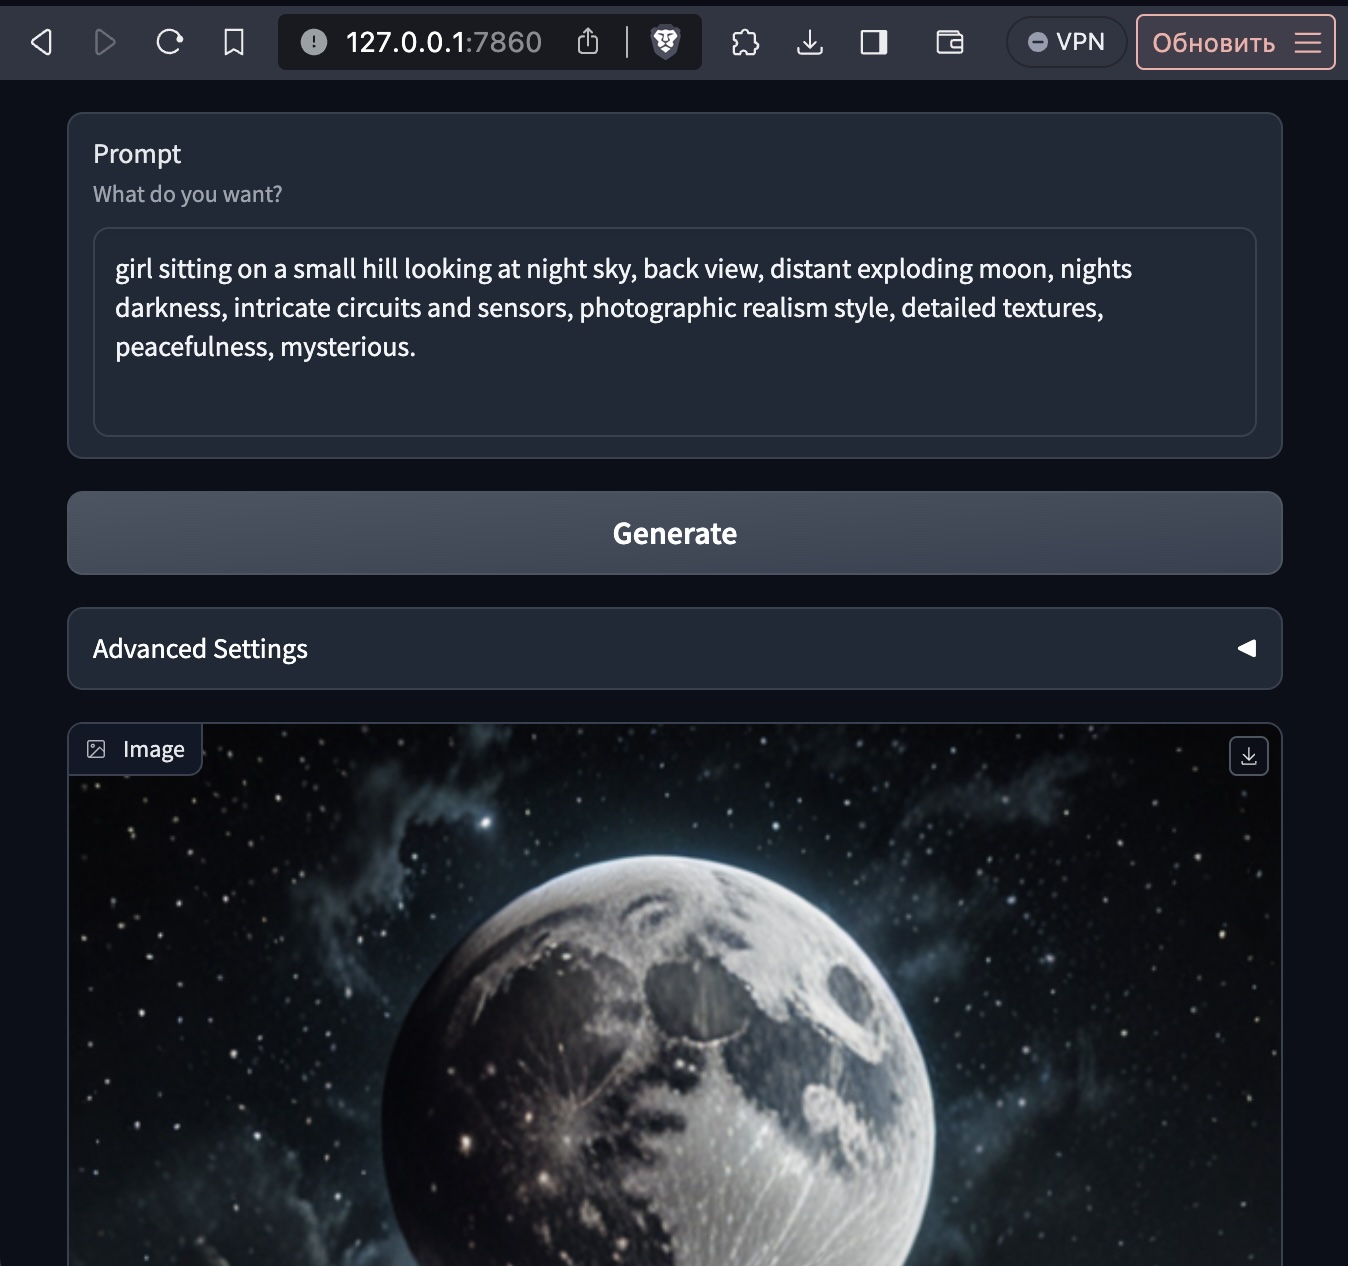 127.0.0.1:7860
VPN
Обновить
Prompt
What do you want?
girl sitting on a small hill looking at night sky, back view, distant exploding moon, nights
darkness, intricate circuits and sensors, photographic realism style, detailed textures,
peacefulness, mysterious.
Generate
Advanced Settings
Image